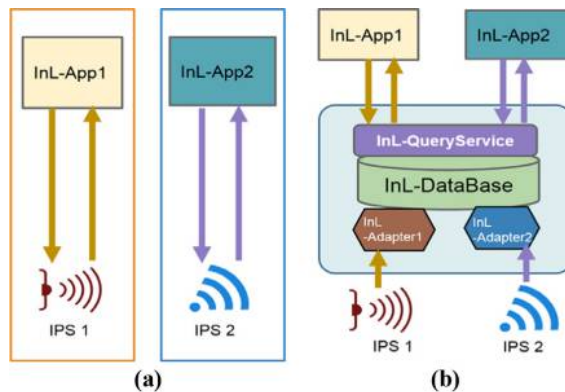 InL-App1
InL-App2
IPS 1
IPS 2
(a)
InL-App1
InL-App2
InL-QueryService
InL-DataBase
InL
-Adapter1
InL
-Adapter2
IPS 1
IPS 2
(b)